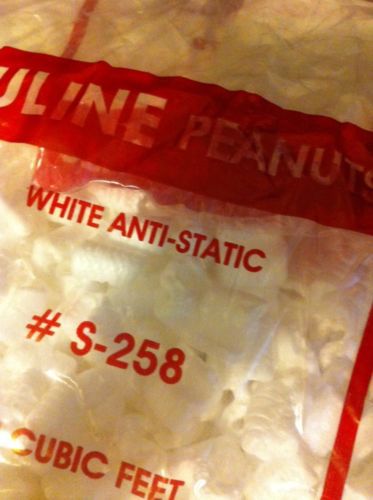 ULINE PEANUTS
WHITE ANTI-STATIC
# S-258
CUBIC FEET